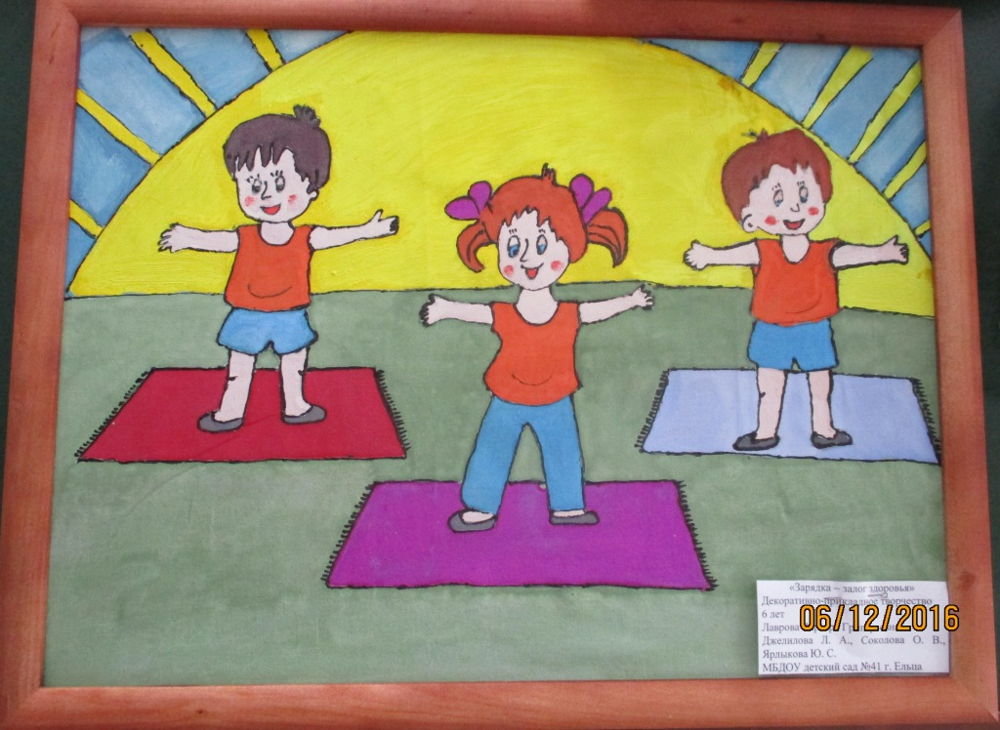 «Зарядка – залог здоровья»
Декоративно-прикладное творчество
6 лет
Лаврова
Джелилова Л. А., Соколова О. В.,
Ярлыкова Ю. С.
МБДОУ детский сад №41 г. Ельца
06/12/2016